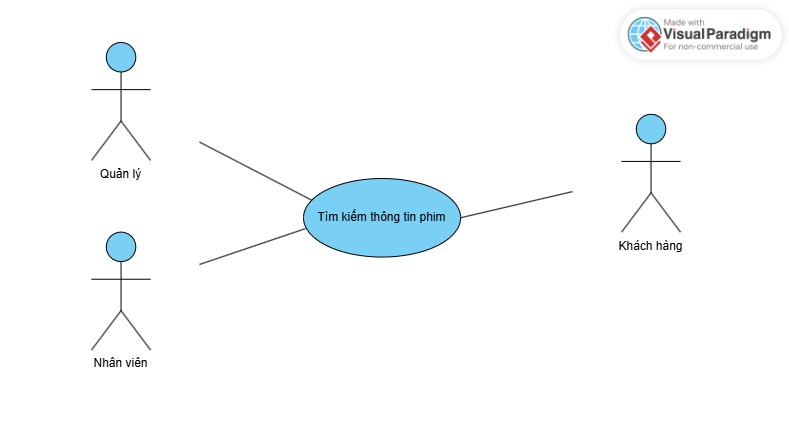 Made with
Visual Paradigm
For non-commercial use
Quản lý
Tìm kiếm thông tin phim
Khách hàng
Nhân viên